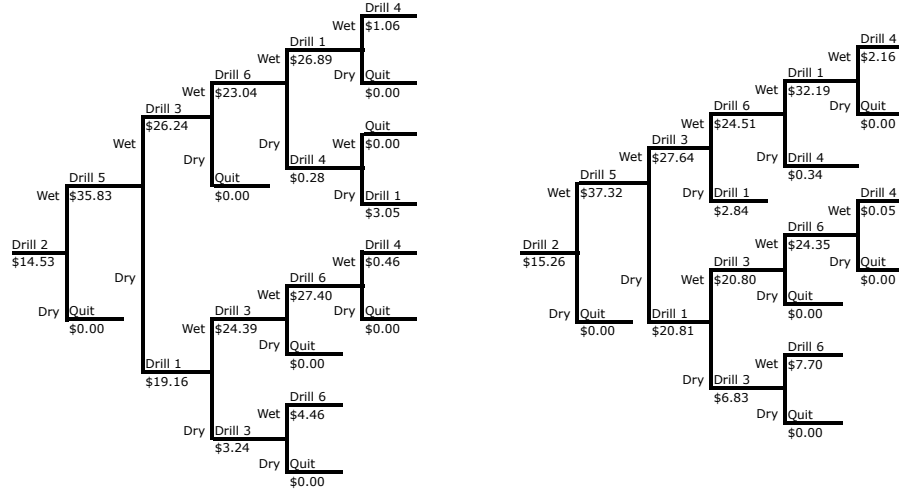 Drill 4
Wet $1.06
Drill 1
Wet $26.89
Dry Quit
$0.00
Drill 6
Wet $23.04
Quit
Wet $0.00
Dry Drill 4
$0.28
Dry Drill 1
$3.05
Drill 3
Wet $26.24
Dry Quit
$0.00
Drill 5
Wet $35.83
Drill 2
$14.53
Dry Quit
$0.00
Drill 4
Wet $0.46
Drill 6
Wet $27.40
Dry Quit
$0.00
Drill 3
Wet $24.39
Dry Quit
$0.00
Dry Drill 1
$19.16
Drill 6
Wet $4.46
Dry Drill 3
$3.24
Dry Quit
$0.00
Drill 4
Wet $2.16
Drill 1
Wet $32.19
Dry Quit
$0.00
Drill 6
Wet $24.51
Dry Drill 4
$0.34
Drill 3
Wet $27.64
Dry Drill 1
$2.84
Drill 5
Wet $37.32
Drill 2
$15.26
Dry Quit
$0.00
Drill 4
Wet $0.05
Drill 6
Wet $24.35
Dry Quit
$0.00
Drill 3
Wet $20.80
Dry Quit
$0.00
Dry Drill 1
$20.81
Drill 6
Wet $7.70
Dry Drill 3
$6.83
Dry Quit
$0.00